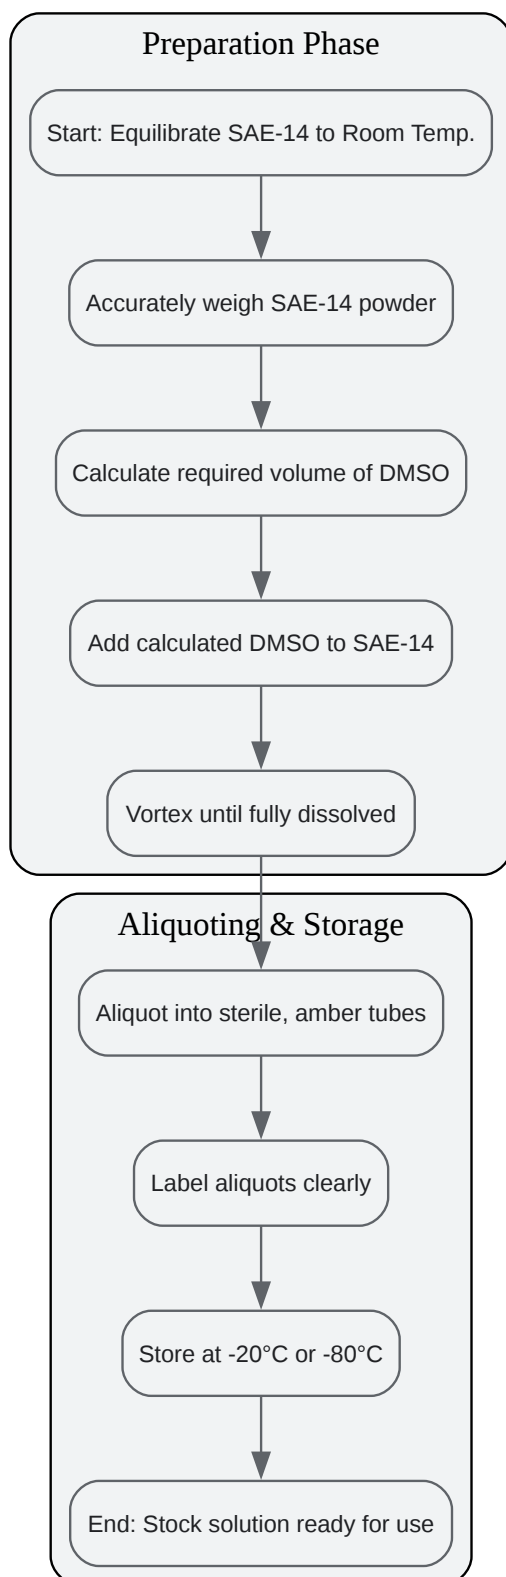 Preparation Phase
Start: Equilibrate SAE-14 to Room Temp.
Accurately weigh SAE-14 powder
Calculate required volume of DMSO
Add calculated DMSO to SAE-14
Vortex until fully dissolved
Aliquoting & Storage
Aliquot into sterile, amber tubes
Label aliquots clearly
Store at -20°C or -80°C
End: Stock solution ready for use